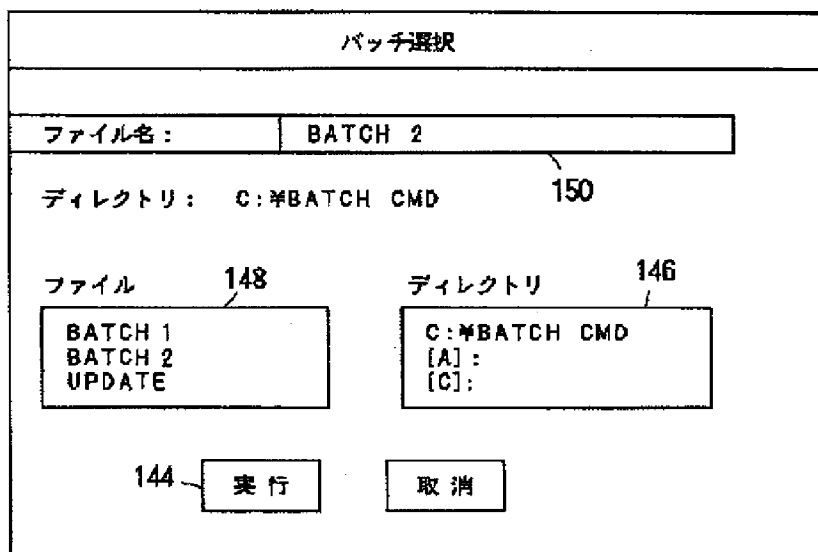 バッチ選択
ファイル名: BATCH 2
150
ディレクトリ: C:¥BATCH CMD
ファイル 148 ディレクトリ 146
BATCH 1
BATCH 2
UPDATE
C:¥BATCH CMD
[A]:
[C]:
144 実行 取消